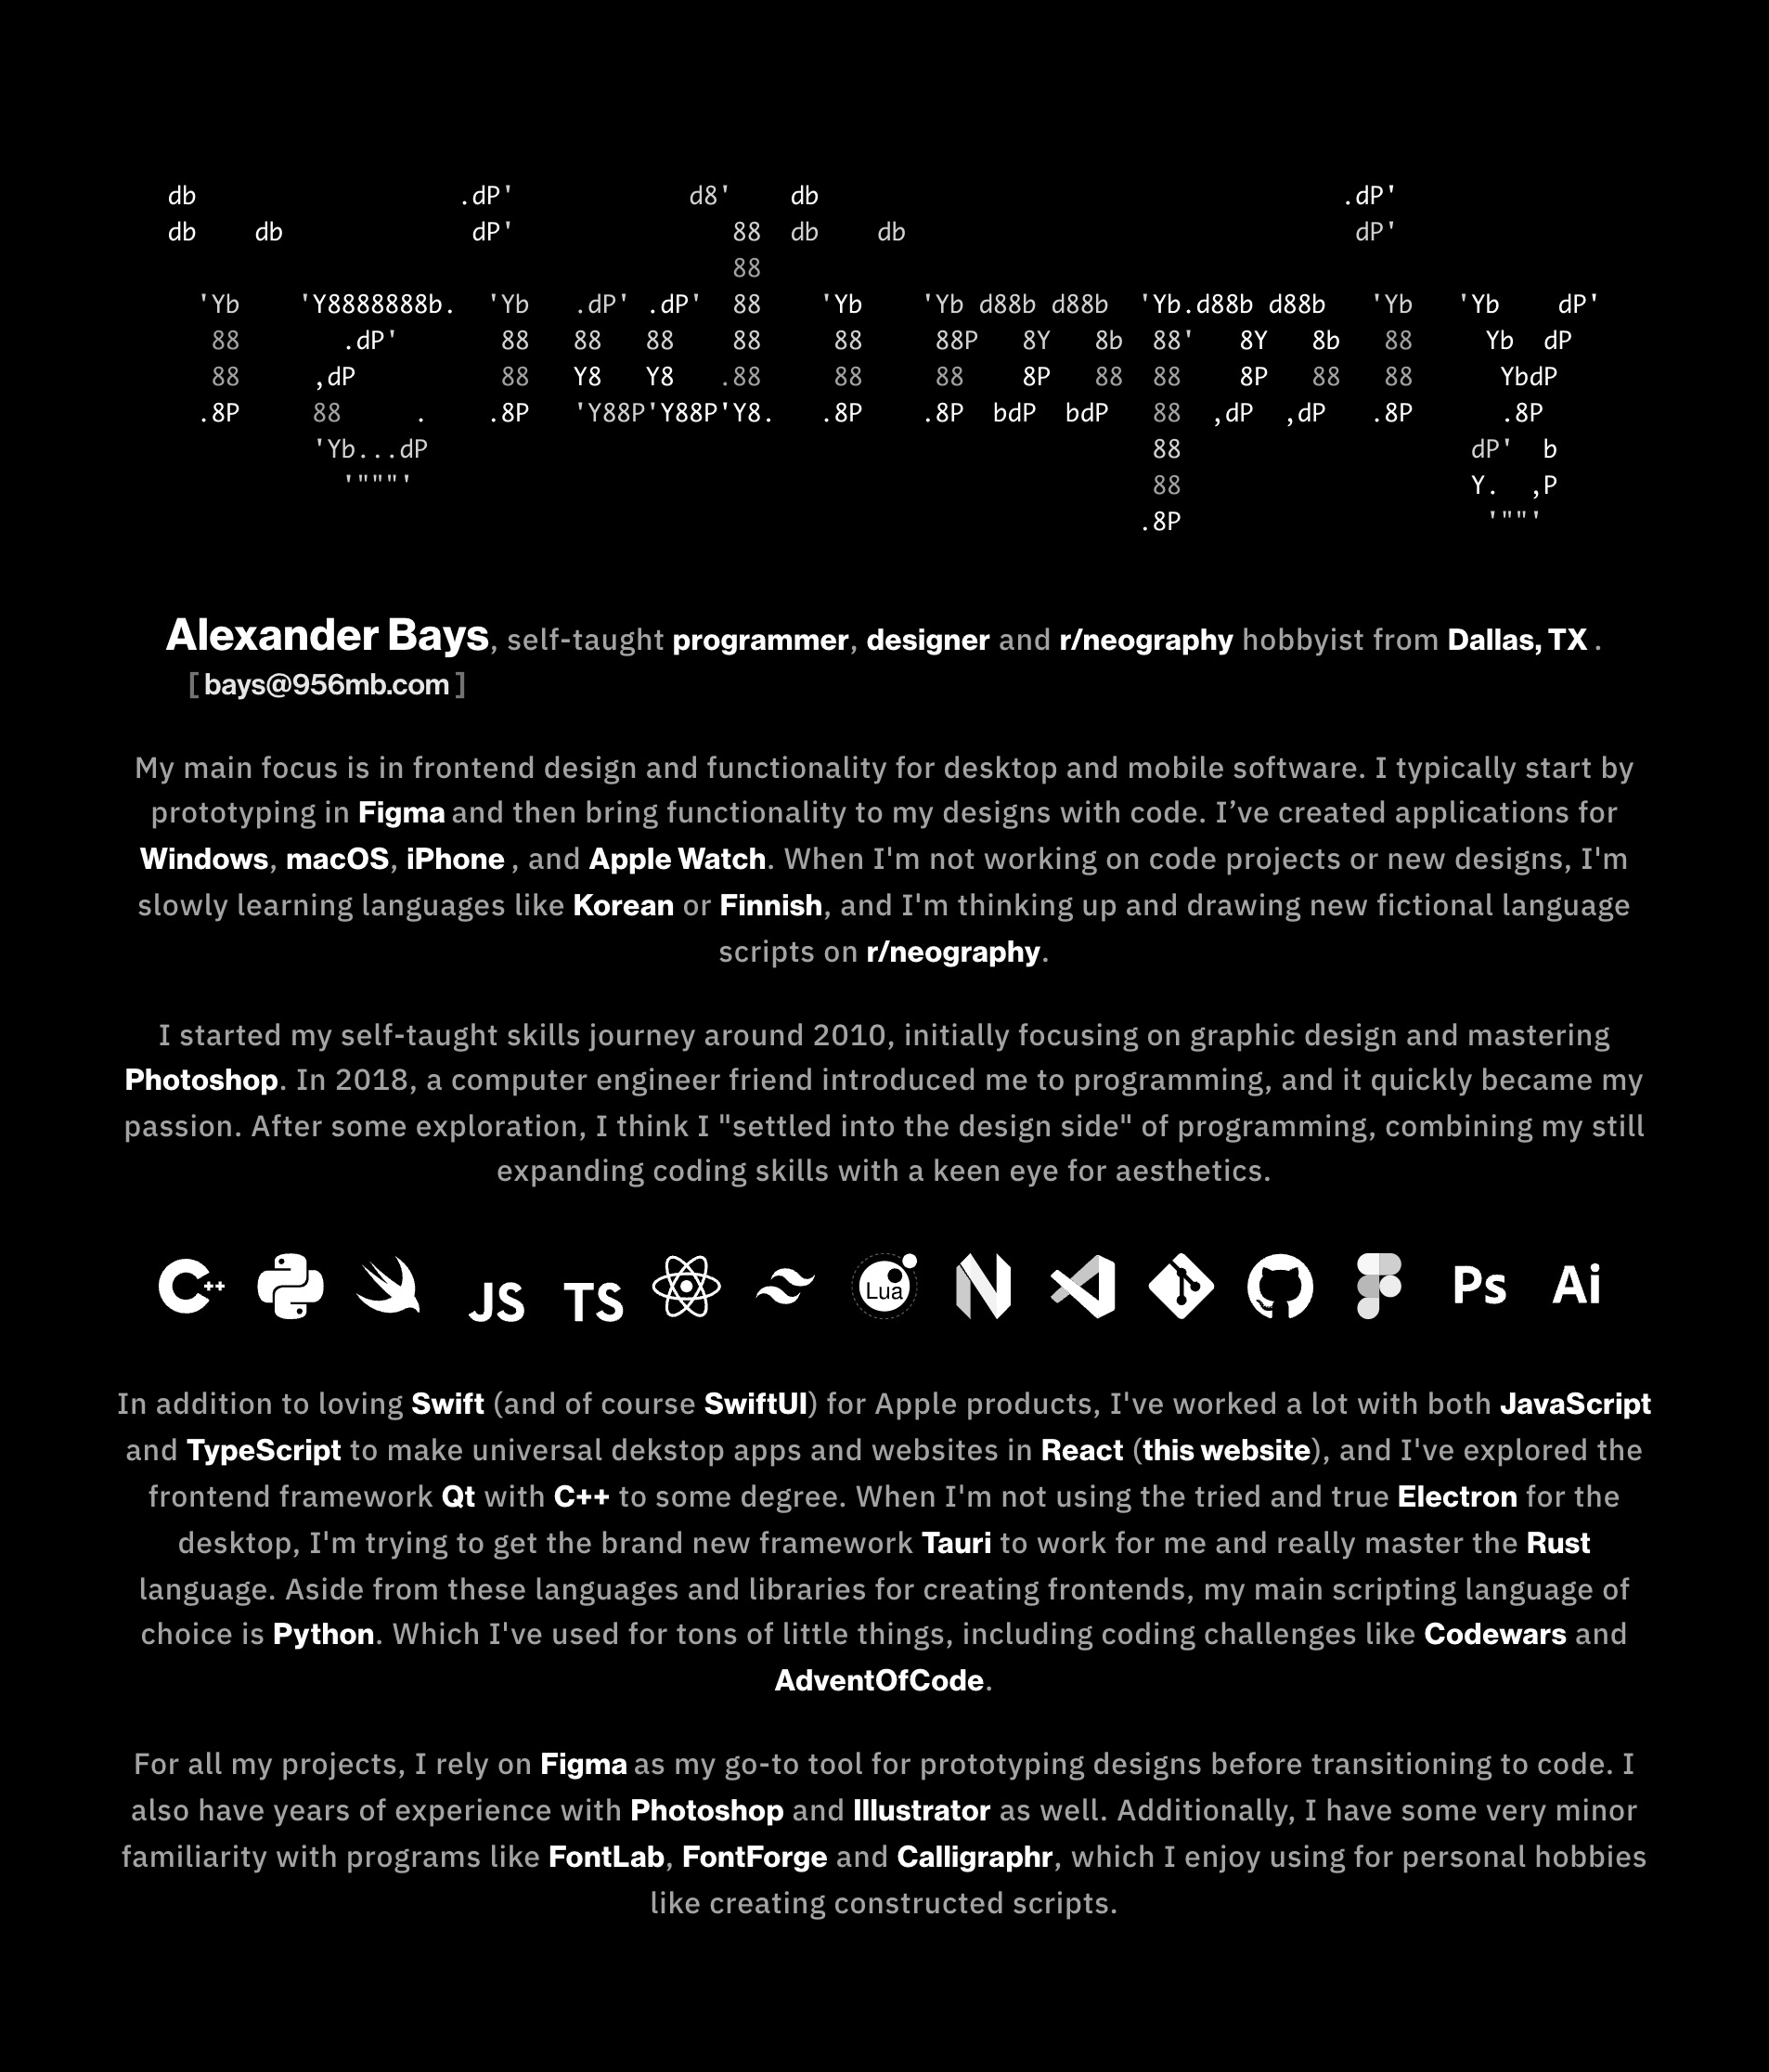 db .dP' d8' db .dP'
db db dP' 88 db db dP'
88
'Yb 'Y8888888b. 'Yb .dP' .dP' 88 'Yb 'Yb d88b d88b 'Yb.d88b d88b 'Yb 'Yb dP'
88 .dP' 88 88 88 88 88 88P 8Y 8b 88' 8Y 8b 88 Yb dP
88 ,dP 88 Y8 Y8 .88 88 88 8P 88 88 8P 88 88 YbdP
.8P 88 . .8P 'Y88P'Y88P'Y8. .8P .8P bdP bdP 88 ,dP ,dP .8P .8P
'Yb...dP 88 dP' b
'"""' 88 Y. ,P
.8P '""'
Alexander Bays, self-taught programmer, designer and r/neography hobbyist from Dallas, TX .
[ bays@956mb.com ]
My main focus is in frontend design and functionality for desktop and mobile software. I typically start by
prototyping in Figma and then bring functionality to my designs with code. I’ve created applications for
Windows, macOS, iPhone , and Apple Watch. When I'm not working on code projects or new designs, I'm
slowly learning languages like Korean or Finnish, and I'm thinking up and drawing new fictional language
scripts on r/neography.
I started my self-taught skills journey around 2010, initially focusing on graphic design and mastering
Photoshop. In 2018, a computer engineer friend introduced me to programming, and it quickly became my
passion. After some exploration, I think I "settled into the design side" of programming, combining my still
expanding coding skills with a keen eye for aesthetics.
C++ JS TS Lua Ps Ai
In addition to loving Swift (and of course SwiftUI) for Apple products, I've worked a lot with both JavaScript
and TypeScript to make universal dekstop apps and websites in React (this website), and I've explored the
frontend framework Qt with C++ to some degree. When I'm not using the tried and true Electron for the
desktop, I'm trying to get the brand new framework Tauri to work for me and really master the Rust
language. Aside from these languages and libraries for creating frontends, my main scripting language of
choice is Python. Which I've used for tons of little things, including coding challenges like Codewars and
AdventOfCode.
For all my projects, I rely on Figma as my go-to tool for prototyping designs before transitioning to code. I
also have years of experience with Photoshop and Illustrator as well. Additionally, I have some very minor
familiarity with programs like FontLab, FontForge and Calligraphr, which I enjoy using for personal hobbies
like creating constructed scripts.